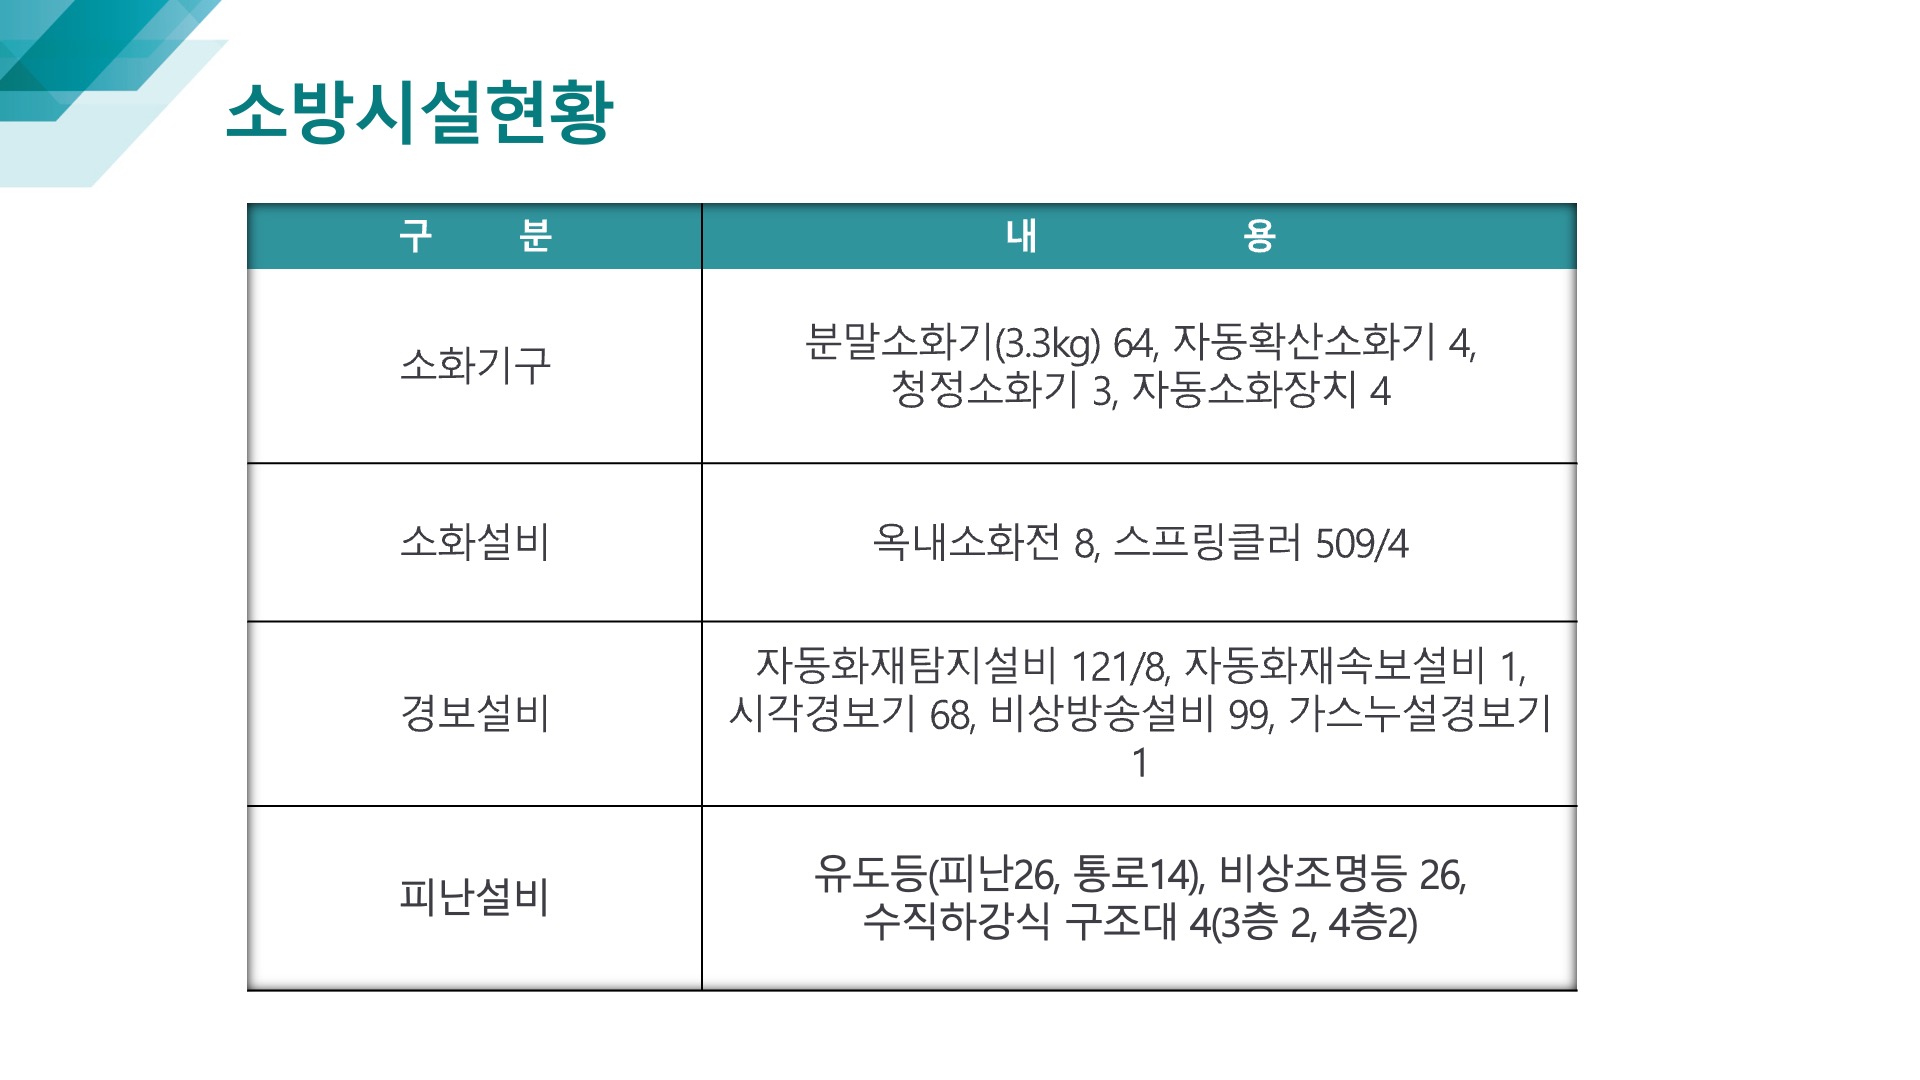 소방시설현황
구 분
내 용
소화기구
분말소화기(3.3kg) 64, 자동확산소화기 4,
청정소화기 3, 자동소화장치 4
소화설비
옥내소화전 8, 스프링클러 509/4
경보설비
자동화재탐지설비 121/8, 자동화재속보설비 1,
시각경보기 68, 비상방송설비 99, 가스누설경보기
1
피난설비
유도등(피난26, 통로14), 비상조명등 26,
수직하강식 구조대 4(3층 2, 4층2)